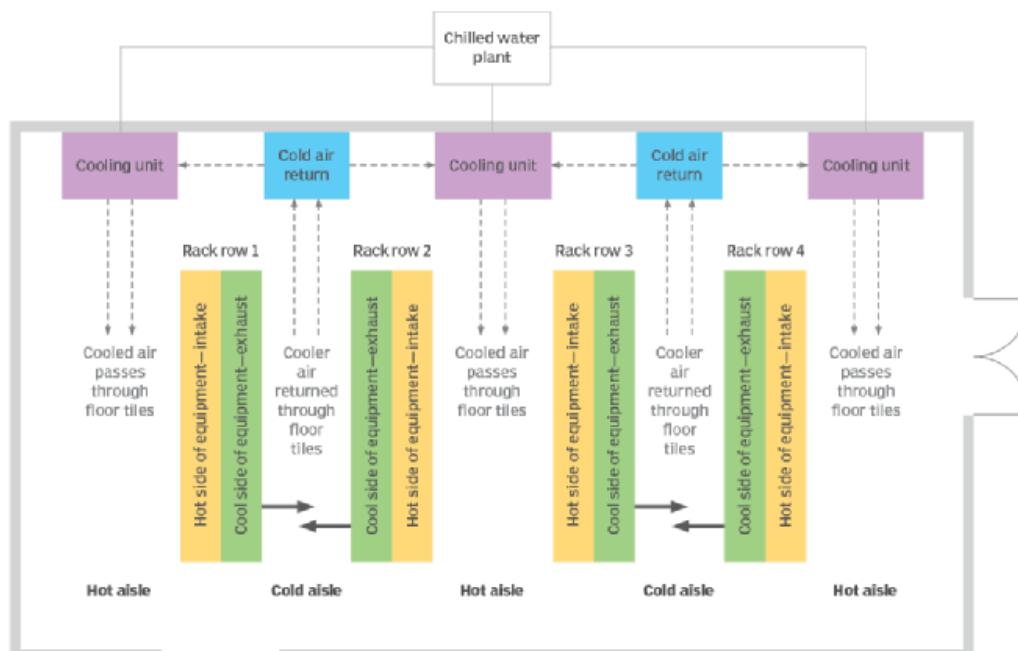 Chilled water
plant
Cooling unit
Cold air
return
Cooling unit
Cold air
return
Cooling unit
Rack row 1
Rack row 2
Rack row 3
Rack row 4
Cooled air
passes
through
floor tiles
Hot side of equipment—intake
Cool side of equipment—exhaust
Cooler
air
returned
through
floor
tiles
Cool side of equipment—exhaust
Hot side of equipment—intake
Cooled air
passes
through
floor tiles
Hot side of equipment—intake
Cool side of equipment—exhaust
Cooler
air
returned
through
floor
tiles
Cool side of equipment—exhaust
Hot side of equipment—intake
Cooled air
passes
through
floor tiles
Hot aisle
Cold aisle
Hot aisle
Cold aisle
Hot aisle